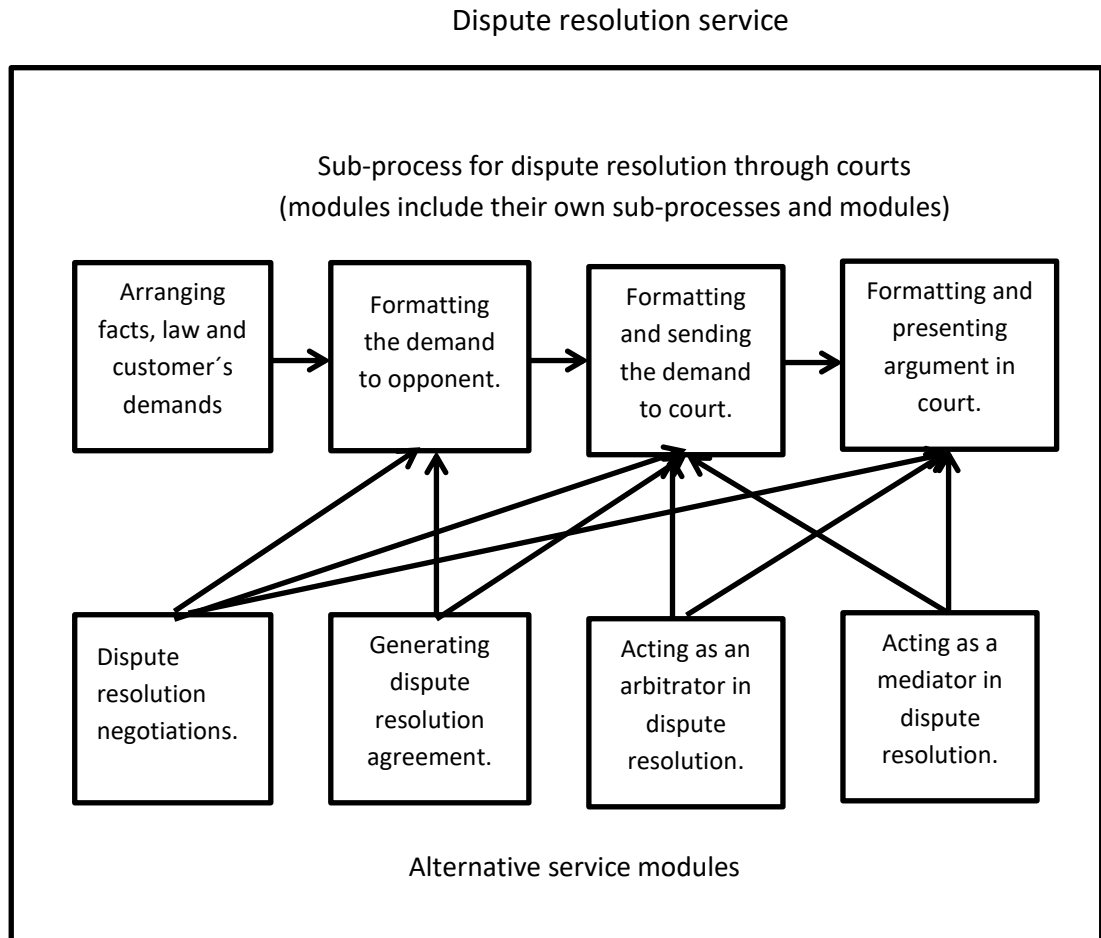 Dispute resolution service
Sub-process for dispute resolution through courts
(modules include their own sub-processes and modules)
Arranging
facts, law and
customer´s
demands
Formatting
the demand
to opponent.
Formatting
and sending
the demand
to court.
Formatting and
presenting
argument in
court.
Dispute
resolution
negotiations.
Generating
dispute
resolution
agreement.
Acting as an
arbitrator in
dispute
resolution.
Acting as a
mediator in
dispute
resolution.
Alternative service modules